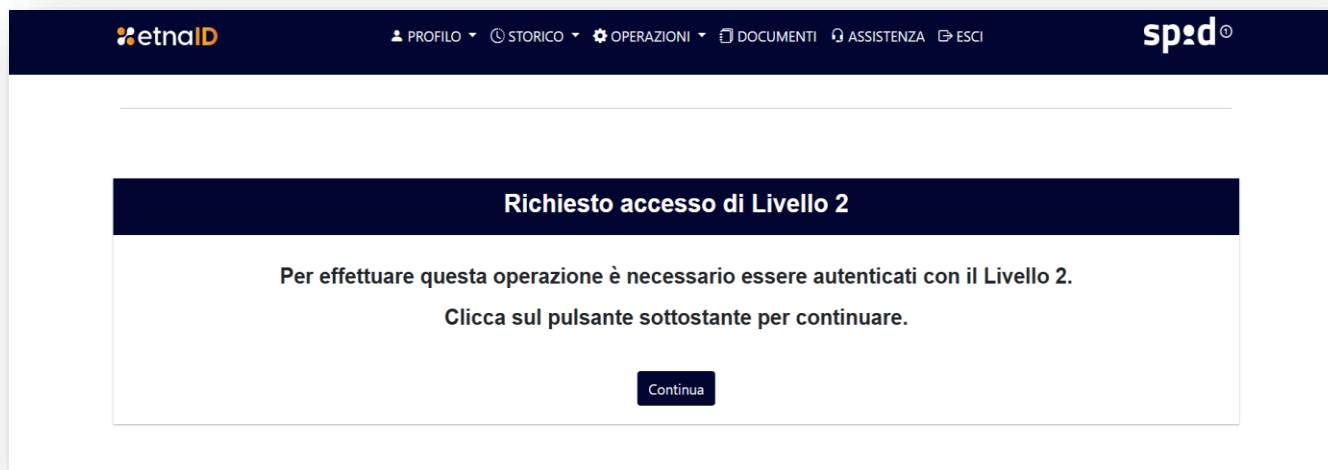 etnaID
PROFILO STORICO OPERAZIONI DOCUMENTI ASSISTENZA ESCI
spid 1
Richiesto accesso di Livello 2
Per effettuare questa operazione è necessario essere autenticati con il Livello 2.
Clicca sul pulsante sottostante per continuare.
Continua